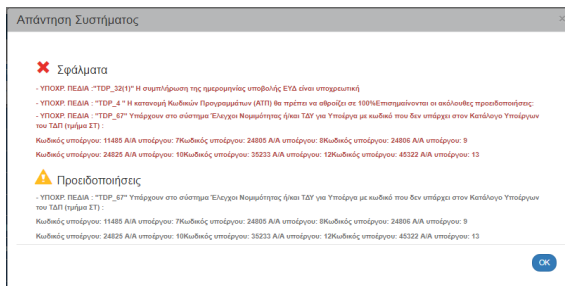 Απάντηση Συστήματος
×
Σφάλματα
- ΥΠΟΧΡ. ΠΕΔΙΑ :"TDP_32(1)" Η συμπλήρωση της ημερομηνίας υποβολής ΕΥΔ είναι υποχρεωτική
- ΥΠΟΧΡ. ΠΕΔΙΑ : "TDP_4 " Η κατανομή Κωδικών Προγραμμάτων (ΑΤΠ) θα πρέπει να αθροίζει σε 100%Επισημαίνονται οι ακόλουθες προειδοποιήσεις:
- ΥΠΟΧΡ. ΠΕΔΙΑ : "TDP_67" Υπάρχουν στο σύστημα Έλεγχοι Νομιμότητας ή/και ΤΔΥ για Υποέργα με κωδικό που δεν υπάρχει στον Κατάλογο Υποέργων
του ΤΔΠ (τμήμα ΣΤ) :
Κωδικός υποέργου: 11485 Α/Α υποέργου: 7Κωδικός υποέργου: 24805 Α/Α υποέργου: 8Κωδικός υποέργου: 24806 Α/Α υποέργου: 9
Κωδικός υποέργου: 24825 Α/Α υποέργου: 10Κωδικός υποέργου: 35233 Α/Α υποέργου: 12Κωδικός υποέργου: 45322 Α/Α υποέργου: 13
Προειδοποιήσεις
- ΥΠΟΧΡ. ΠΕΔΙΑ : "TDP_67" Υπάρχουν στο σύστημα Έλεγχοι Νομιμότητας ή/και ΤΔΥ για Υποέργα με κωδικό που δεν υπάρχει στον Κατάλογο Υποέργων
του ΤΔΠ (τμήμα ΣΤ) :
Κωδικός υποέργου: 11485 Α/Α υποέργου: 7Κωδικός υποέργου: 24805 Α/Α υποέργου: 8Κωδικός υποέργου: 24806 Α/Α υποέργου: 9
Κωδικός υποέργου: 24825 Α/Α υποέργου: 10Κωδικός υποέργου: 35233 Α/Α υποέργου: 12Κωδικός υποέργου: 45322 Α/Α υποέργου: 13
OK